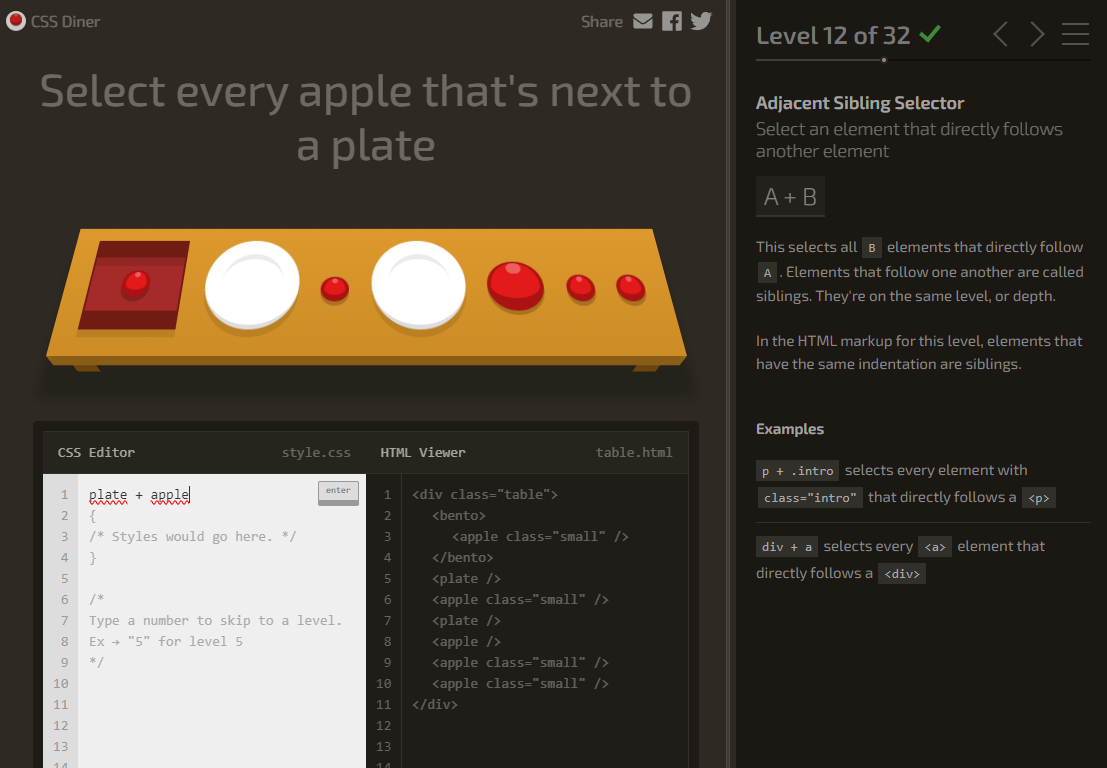 CSS Diner
Share
Select every apple that's next to
a plate
CSS Editor
style.css
HTML Viewer
table.html
1 plate + apple
enter
2 {
3 /* Styles would go here. */
4 }
5
6 /*
7 Type a number to skip to a level.
8 Ex → "5" for level 5
9 */
10
11
12
13
14
1 <div class="table">
2 <bento>
3 <apple class="small" />
4 </bento>
5 <plate />
6 <apple class="small" />
7 <plate />
8 <apple />
9 <apple class="small" />
10 <apple class="small" />
11 </div>
12
13
14
Level 12 of 32
Adjacent Sibling Selector
Select an element that directly follows
another element
A + B
This selects all B elements that directly follow
A . Elements that follow one another are called
siblings. They're on the same level, or depth.
In the HTML markup for this level, elements that
have the same indentation are siblings.
Examples
p + .intro selects every element with
class="intro" that directly follows a <p>
div + a selects every <a> element that
directly follows a <div>